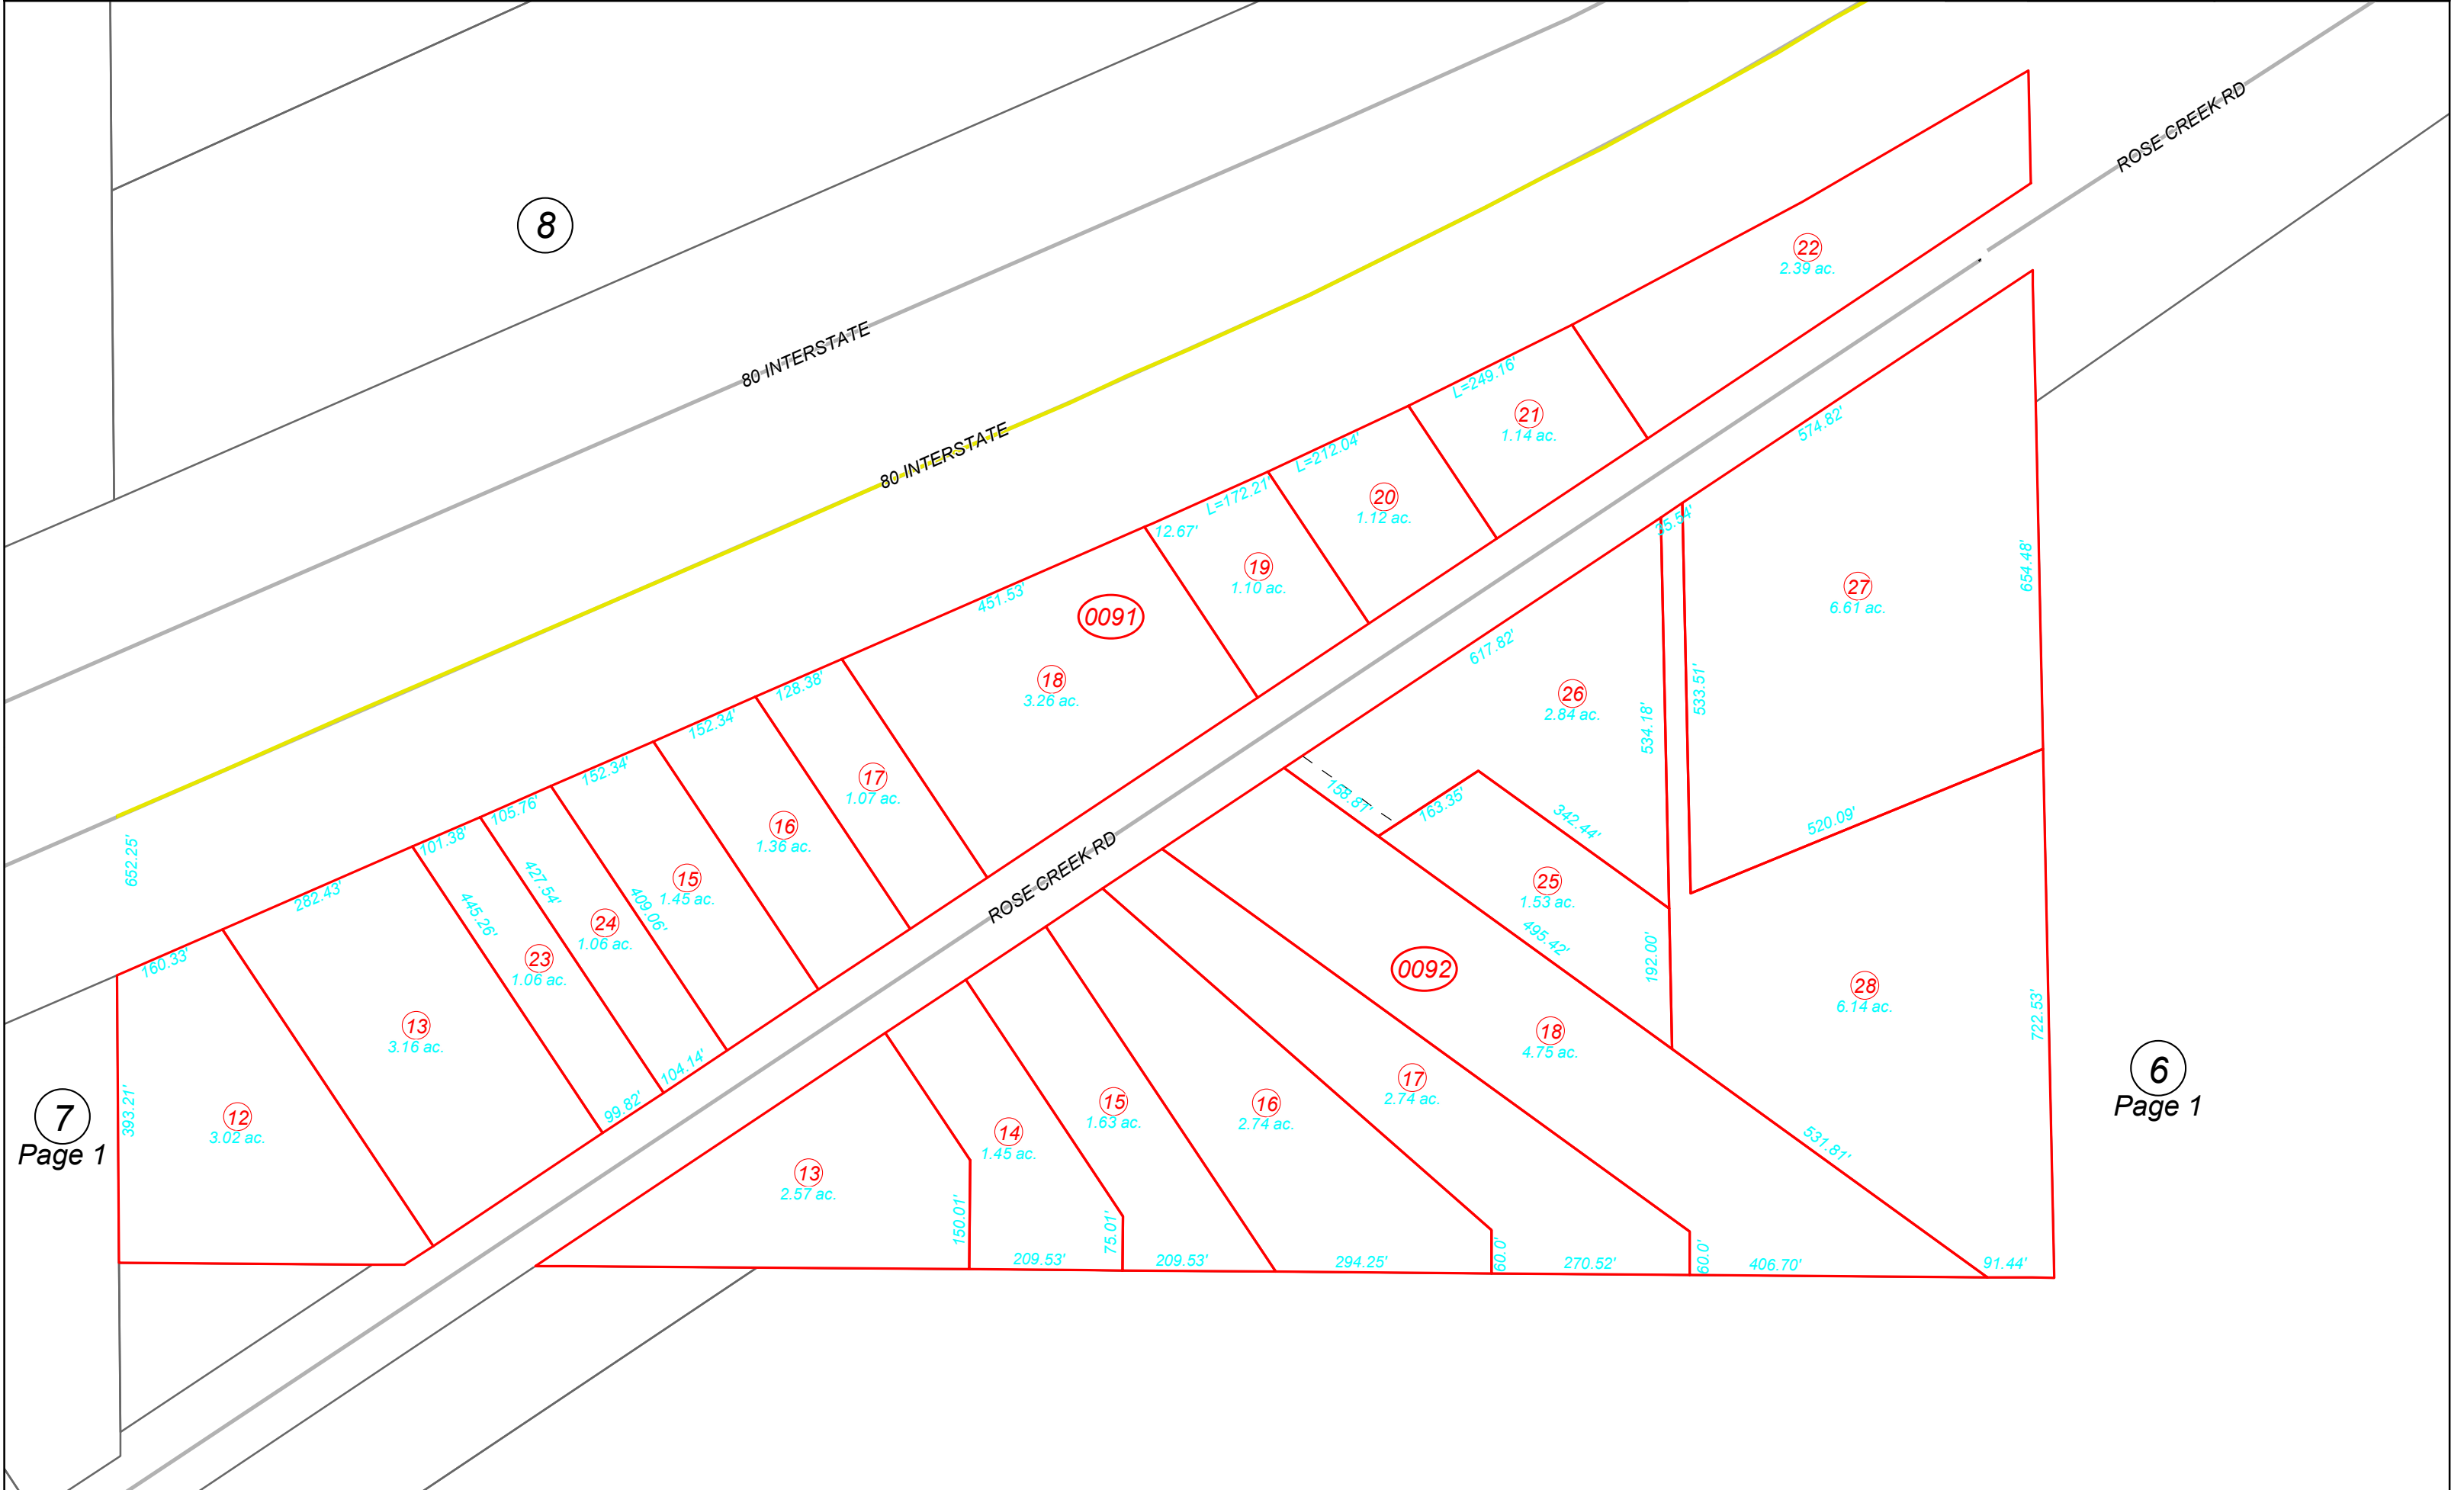 ROSE CREEK RD
8
22
2.39 ac.
80 INTERSTATE
80 INTERSTATE
L=249.16'
21
1.14 ac.
574.82'
L=212.04'
20
1.12 ac.
L=172.21'
12.67'
35.54'
19
1.10 ac.
654.48'
27
6.61 ac.
451.53'
0091
617.82'
18
3.26 ac.
128.38'
26
2.84 ac.
533.51'
534.18'
152.34'
152.34'
17
1.07 ac.
158.87'
163.35'
342.44'
520.09'
105.76'
101.38'
16
1.36 ac.
652.25'
ROSE CREEK RD
427.54'
409.06'
15
1.45 ac.
25
1.53 ac.
282.43'
445.26'
24
1.06 ac.
495.42'
192.00'
160.33'
23
1.06 ac.
0092
28
6.14 ac.
722.53'
13
3.16 ac.
18
4.75 ac.
104.14'
99.82'
17
2.74 ac.
6
Page 1
393.21'
12
3.02 ac.
7
Page 1
15
1.63 ac.
16
2.74 ac.
14
1.45 ac.
531.81'
13
2.57 ac.
150.01'
75.01'
60.0'
60.0'
209.53'
209.53'
294.25'
270.52'
406.70'
91.44'